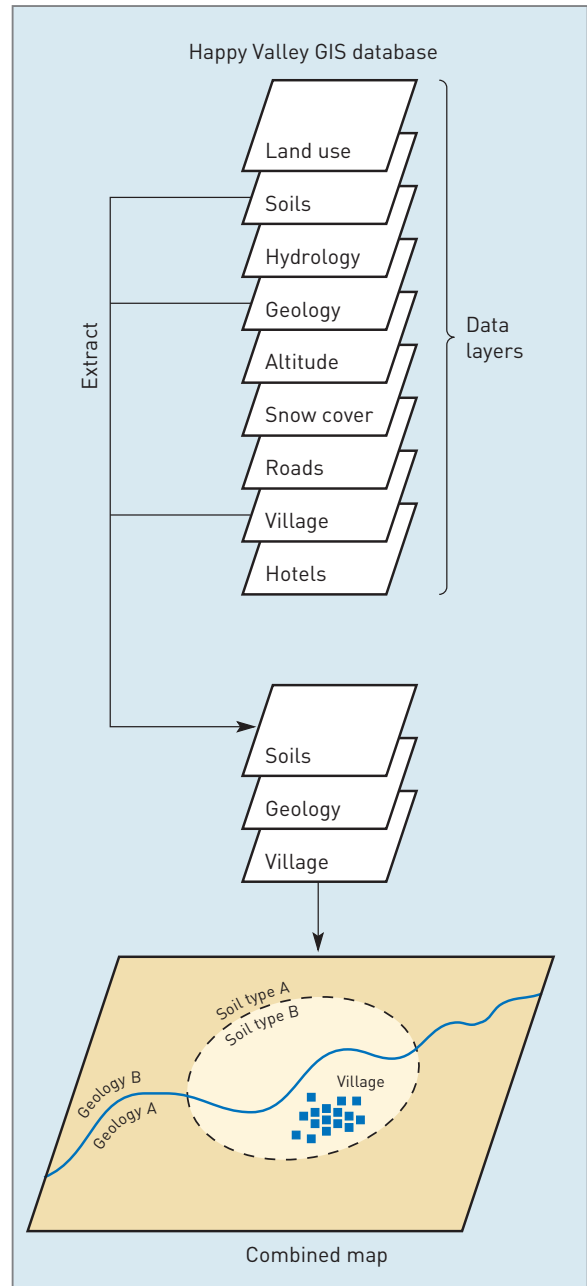 Happy Valley GIS database
Land use
Soils
Hydrology
Geology
Altitude
Snow cover
Roads
Village
Hotels
Data
layers
Extract
Soils
Geology
Village
Soil type A
Soil type B
Village
Geology B
Geology A
Combined map